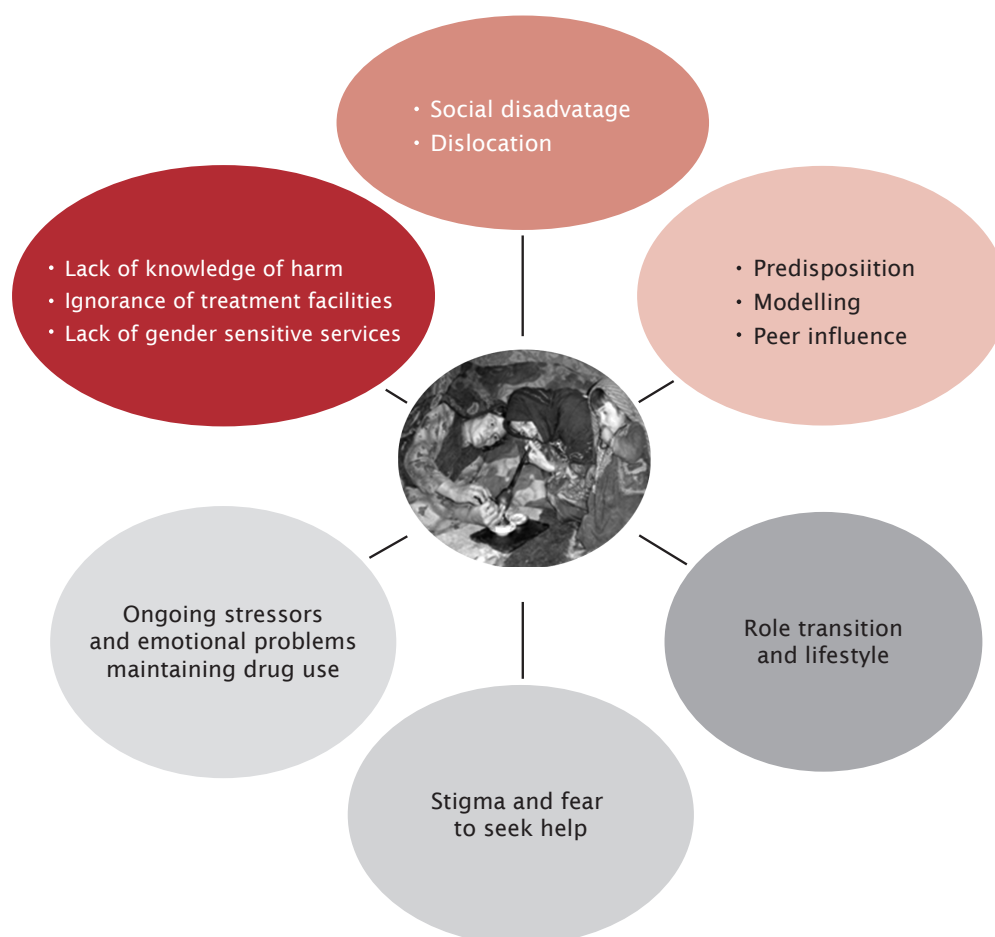 • Social disadvatage
• Dislocation
• Lack of knowledge of harm
• Ignorance of treatment facilities
• Lack of gender sensitive services
• Predisposiition
• Modelling
• Peer influence
Ongoing stressors
and emotional problems
maintaining drug use
Role transition
and lifestyle
Stigma and fear
to seek help